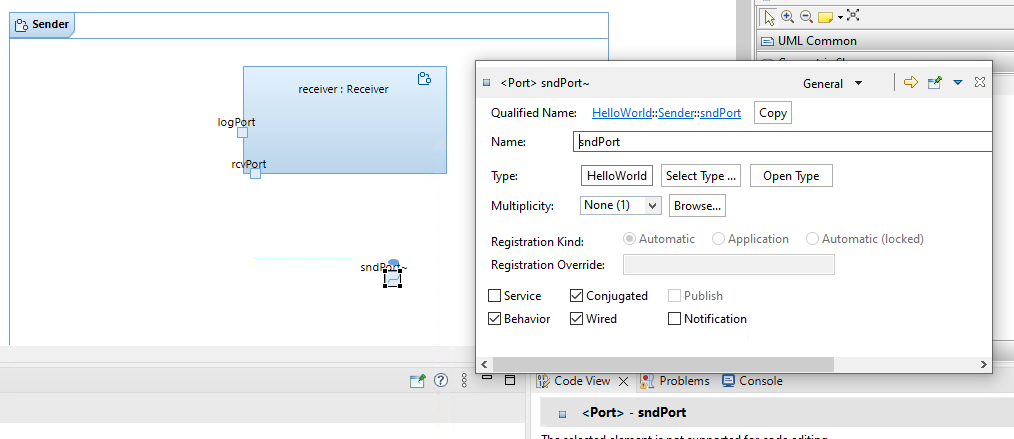 Sender
UML Common
receiver : Receiver
logPort
rcvPort
sndPort~
<Port> sndPort~
General
Qualified Name: HelloWorld::Sender::sndPort Copy
Name: sndPort
Type: HelloWorld Select Type ... Open Type
Multiplicity: None (1) Browse...
Registration Kind: Automatic Application Automatic (locked)
Registration Override:
Service Conjugated Publish
Behavior Wired Notification
Code View Problems Console
<Port> - sndPort
The selected element is not supported for code editing